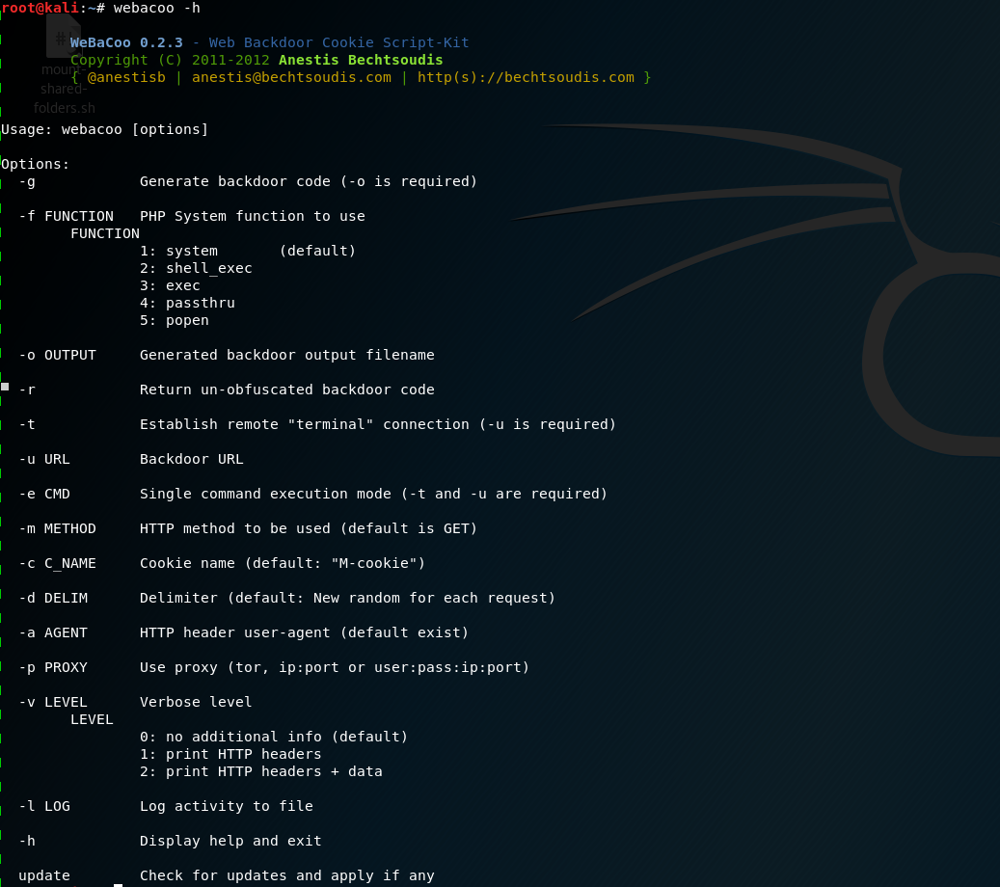 root@kali:~# webacoo -h
WeBaCoo 0.2.3 - Web Backdoor Cookie Script-Kit
Copyright (C) 2011-2012 Anestis Bechtsoudis
{ @anestisb | anestis@bechtsoudis.com | http(s)://bechtsoudis.com }
mount-
shared-
folders.sh
Usage: webacoo [options]
Options:
-g Generate backdoor code (-o is required)
-f FUNCTION PHP System function to use
FUNCTION
1: system (default)
2: shell_exec
3: exec
4: passthru
5: popen
-o OUTPUT Generated backdoor output filename
-r Return un-obfuscated backdoor code
-t Establish remote "terminal" connection (-u is required)
-u URL Backdoor URL
-e CMD Single command execution mode (-t and -u are required)
-m METHOD HTTP method to be used (default is GET)
-c C_NAME Cookie name (default: "M-cookie")
-d DELIM Delimiter (default: New random for each request)
-a AGENT HTTP header user-agent (default exist)
-p PROXY Use proxy (tor, ip:port or user:pass:ip:port)
-v LEVEL Verbose level
LEVEL
0: no additional info (default)
1: print HTTP headers
2: print HTTP headers + data
-l LOG Log activity to file
-h Display help and exit
update Check for updates and apply if any